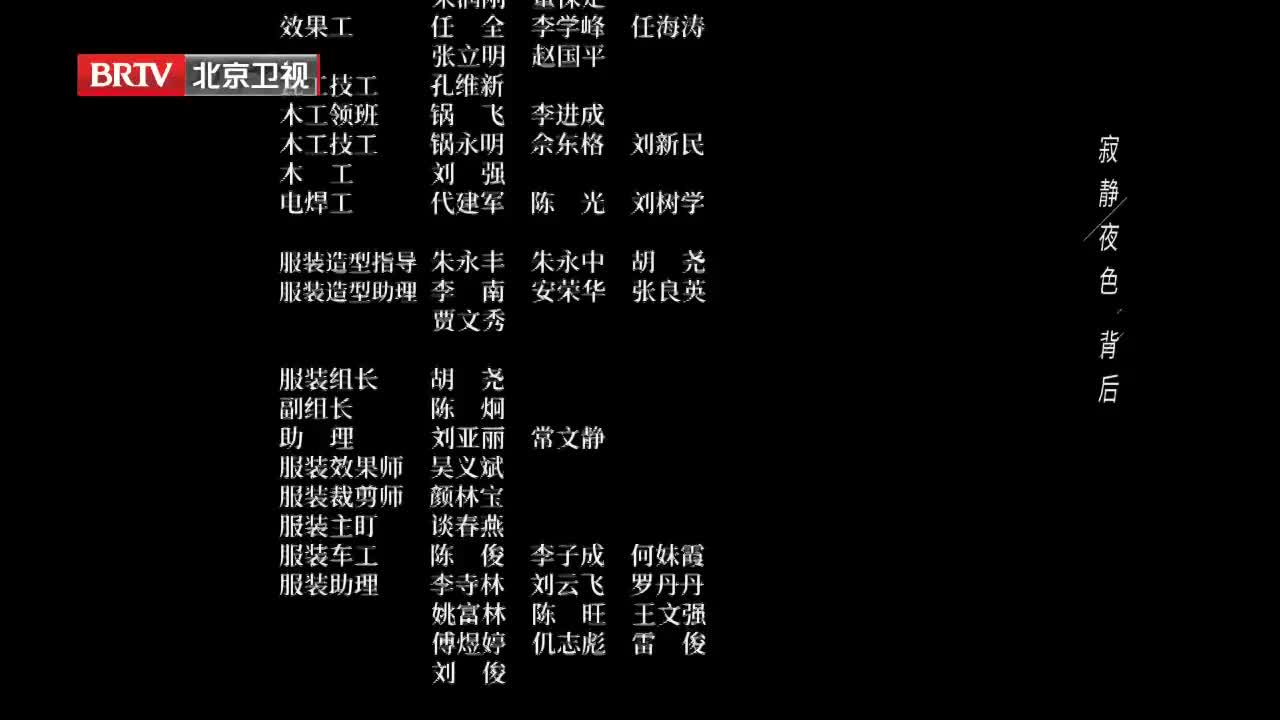 效果工 任 全 李学峰 任海涛
张立明 赵国平
BRTV 北京卫视
工技工 孔维新
木工领班 锅 飞 李进成
木工技工 锅永明 佘东格 刘新民
木 工 刘 强
电焊工 代建军 陈 光 刘树学
服装造型指导 朱永丰 朱永中 胡 尧
服装造型助理 李 南 安荣华 张良英
贾文秀
服装组长 胡 尧
副组长 陈 炯
助 理 刘亚丽 常文静
服装效果师 吴义斌
服装裁剪师 颜林宝
服装主盯 谈春燕
服装车工 陈 俊 李子成 何妹霞
服装助理 李寺林 刘云飞 罗丹丹
姚富林 陈 旺 王文强
傅煜婷 仉志彪 雷 俊
刘 俊
寂静夜色背后